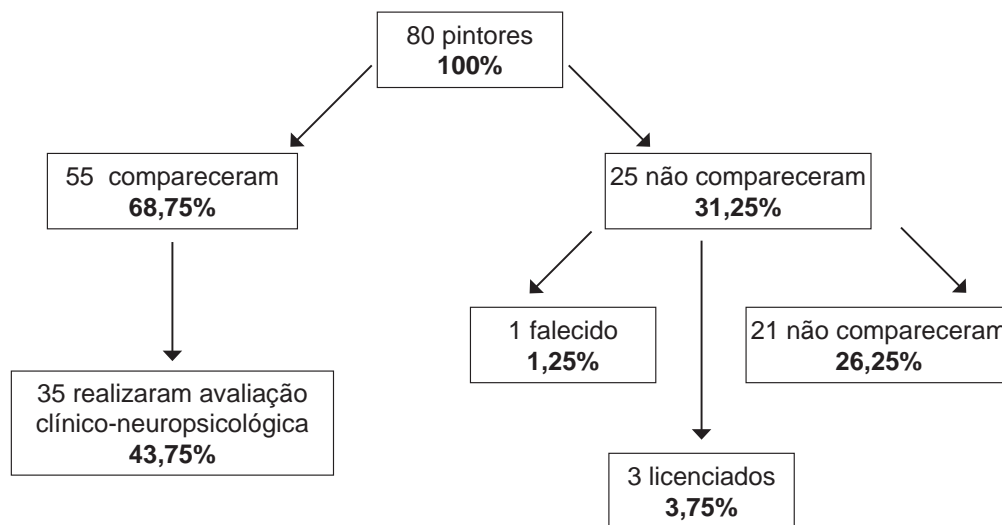 80 pintores
100%
55 compareceram
68,75%
25 não compareceram
31,25%
1 falecido
1,25%
21 não compareceram
26,25%
35 realizaram avaliação
clínico-neuropsicológica
43,75%
3 licenciados
3,75%